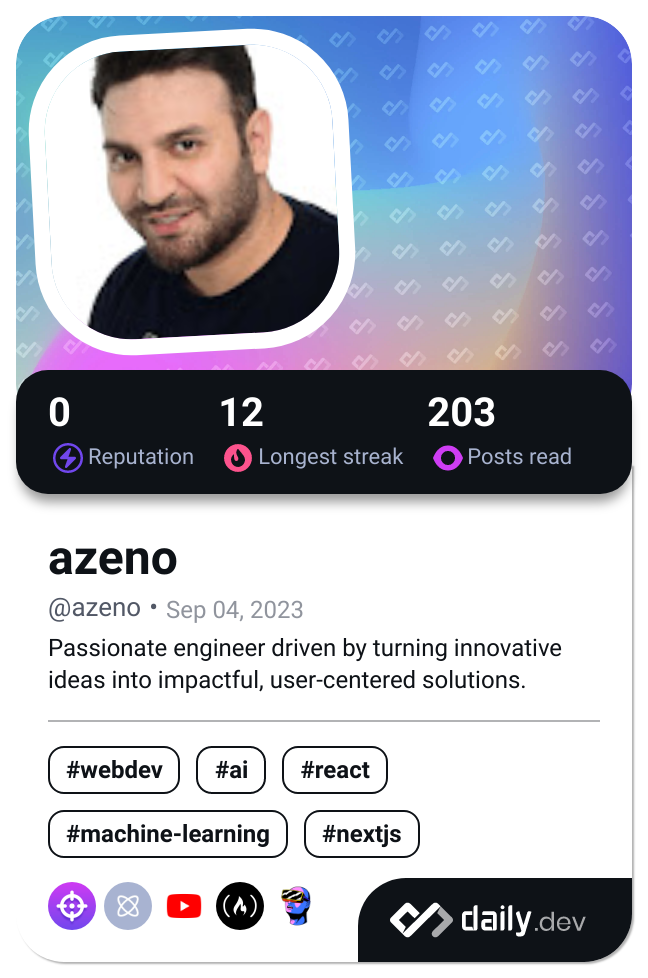 0 12 203
Reputation Longest streak Posts read
azeno
@azeno • Sep 04, 2023
Passionate engineer driven by turning innovative
ideas into impactful, user-centered solutions.
#webdev #ai #react
#machine-learning #nextjs
daily.dev